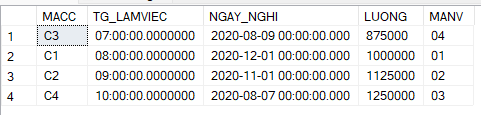 MACC TG_LAMVIEC NGAY_NGHI LUONG MANV
1 C3 07:00:00.0000000 2020-08-09 00:00:00.000 875000 04
2 C1 08:00:00.0000000 2020-12-01 00:00:00.000 1000000 01
3 C2 09:00:00.0000000 2020-11-01 00:00:00.000 1125000 02
4 C4 10:00:00.0000000 2020-08-07 00:00:00.000 1250000 03